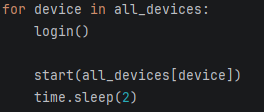 for device in all_devices:
    login()

    start(all_devices[device])
    time.sleep(2)